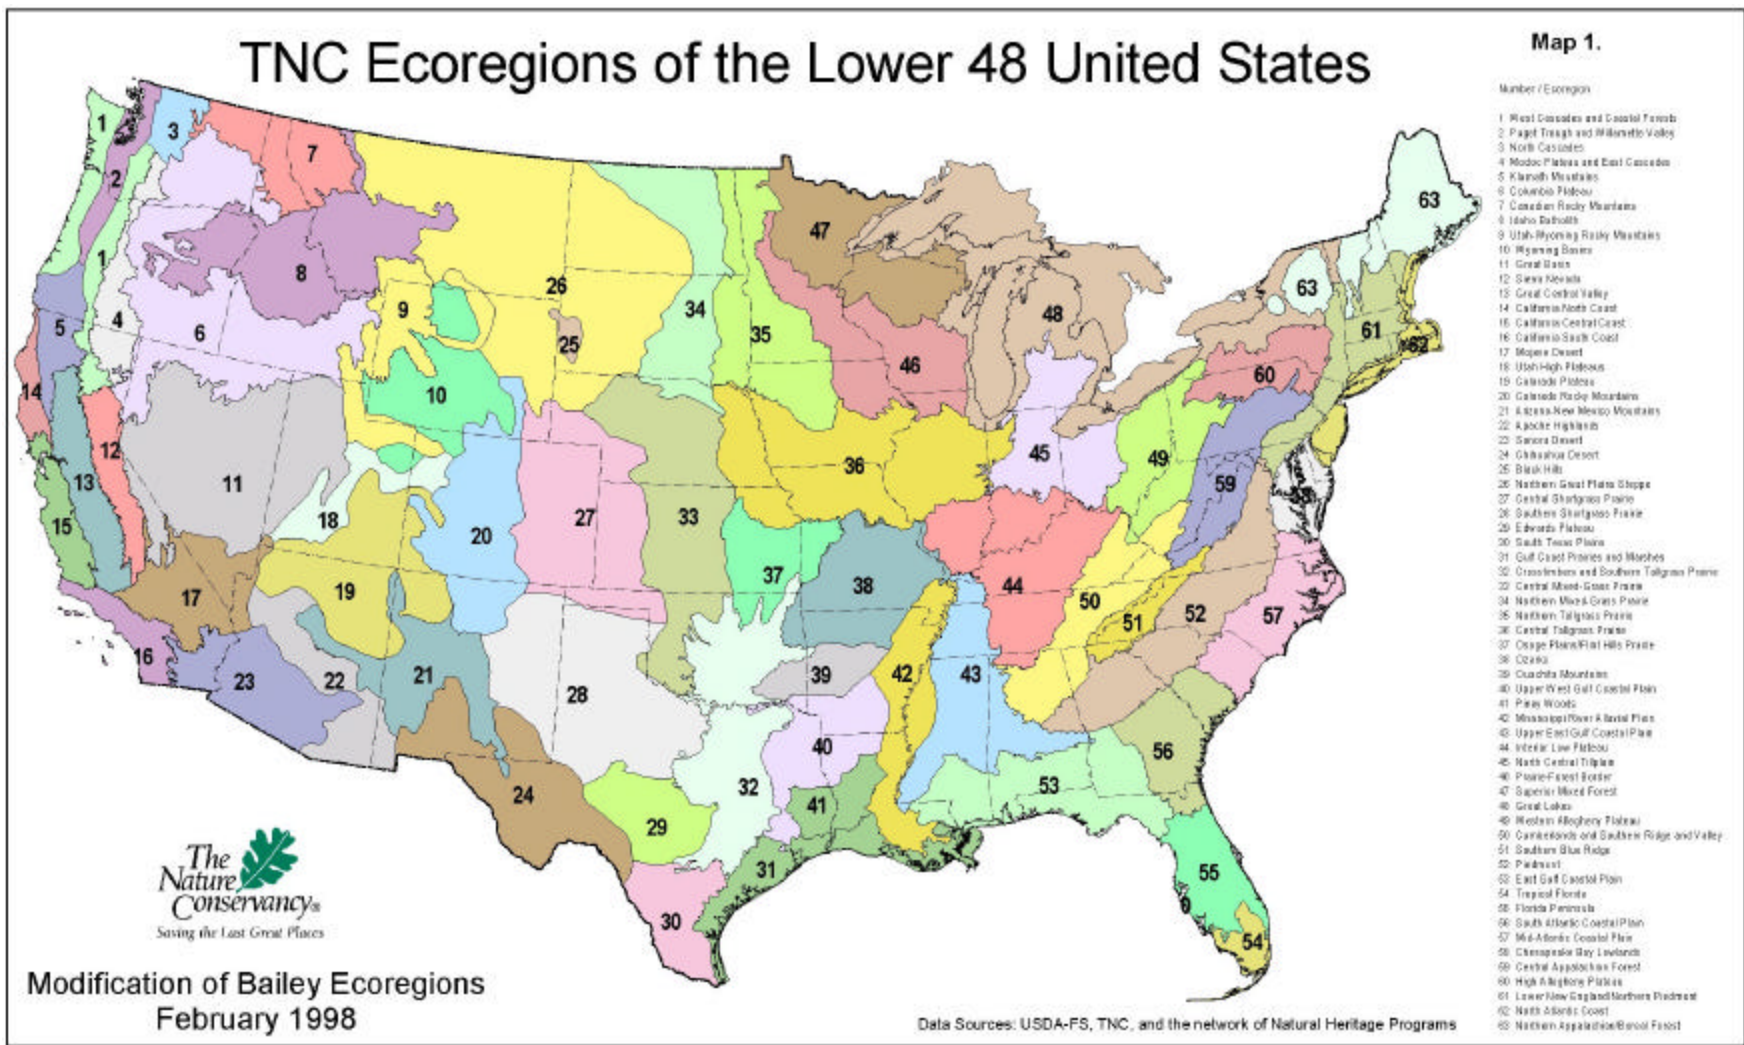 TNC Ecoregions of the Lower 48 United States
Map 1.
Number / Ecoregion
1 West Cascades and Coastal Forests
2 Puget Trough and Willamette Valley
3 North Cascades
4 Modoc Plateau and East Cascades
5 Klamath Mountains
6 Columbia Plateau
7 Canadian Rocky Mountains
8 Idaho Batholith
9 Utah-Wyoming Rocky Mountains
10 Wyoming Basins
11 Great Basin
12 Sierra Nevada
13 Great Central Valley
14 California North Coast
15 California Central Coast
16 California South Coast
17 Mojave Desert
18 Utah High Plateaus
19 Colorado Plateau
20 Colorado Rocky Mountains
21 Arizona-New Mexico Mountains
22 Apache Highlands
23 Sonora Desert
24 Chihuahua Desert
25 Black Hills
26 Northern Great Plains Steppe
27 Central Shortgrass Prairie
28 Southern Shortgrass Prairie
29 Edwards Plateau
30 South Texas Plains
31 Gulf Coast Prairies and Marshes
32 Crosstimbers and Southern Tallgrass Prairie
33 Central Mixed-Grass Prairie
34 Northern Mixed-Grass Prairie
35 Northern Tallgrass Prairie
36 Central Tallgrass Prairie
37 Osage Plains/Flint Hills Prairie
38 Ozarks
39 Ouachita Mountains
40 Upper West Gulf Coastal Plain
41 Piney Woods
42 Mississippi River Alluvial Plain
43 Upper East Gulf Coastal Plain
44 Interior Low Plateau
45 North Central Tillplain
46 Prairie-Forest Border
47 Superior Mixed Forest
48 Great Lakes
49 Western Allegheny Plateau
50 Cumberlands and Southern Ridge and Valley
51 Southern Blue Ridge
52 Piedmont
53 East Gulf Coastal Plain
54 Tropical Florida
55 Florida Peninsula
56 South Atlantic Coastal Plain
57 Mid-Atlantic Coastal Plain
58 Chesapeake Bay Lowlands
59 Central Appalachian Forest
60 High Allegheny Plateau
61 Lower New England/Northern Piedmont
62 North Atlantic Coast
63 Northern Appalachian/Boreal Forest
1
3
7
2
8
1
4
5
6
9
10
26
25
34
35
47
46
48
63
63
61
62
60
14
12
13
11
15
18
20
27
33
36
45
49
59
58
17
19
37
38
44
50
51
52
57
16
23
22
21
28
39
42
43
40
56
24
32
41
53
29
31
55
30
54
The
Nature
Conservancy®
Saving the Last Great Places
Modification of Bailey Ecoregions
February 1998
Data Sources: USDA-FS, TNC, and the network of Natural Heritage Programs